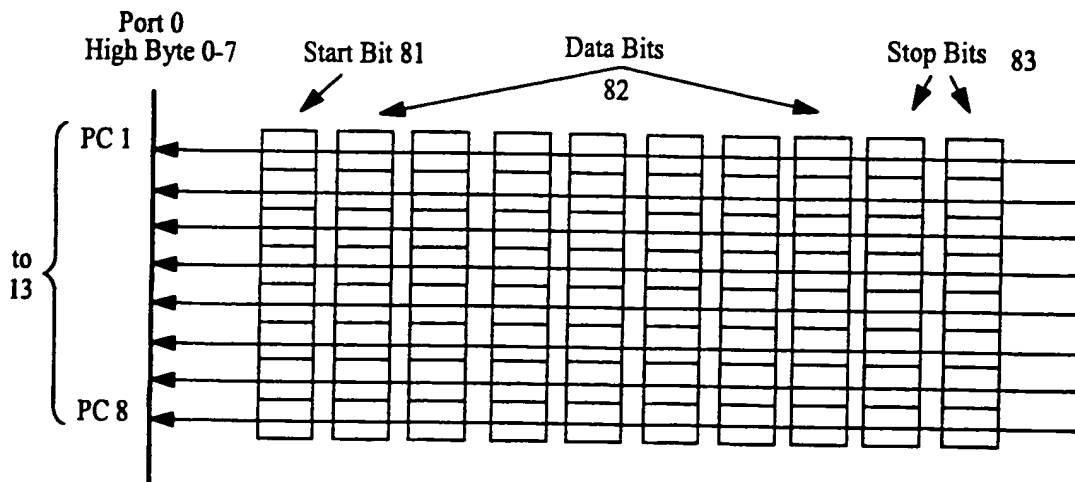 Port 0
High Byte 0-7
Start Bit 81
Data Bits
82
Stop Bits 83
PC 1
to
13
PC 8